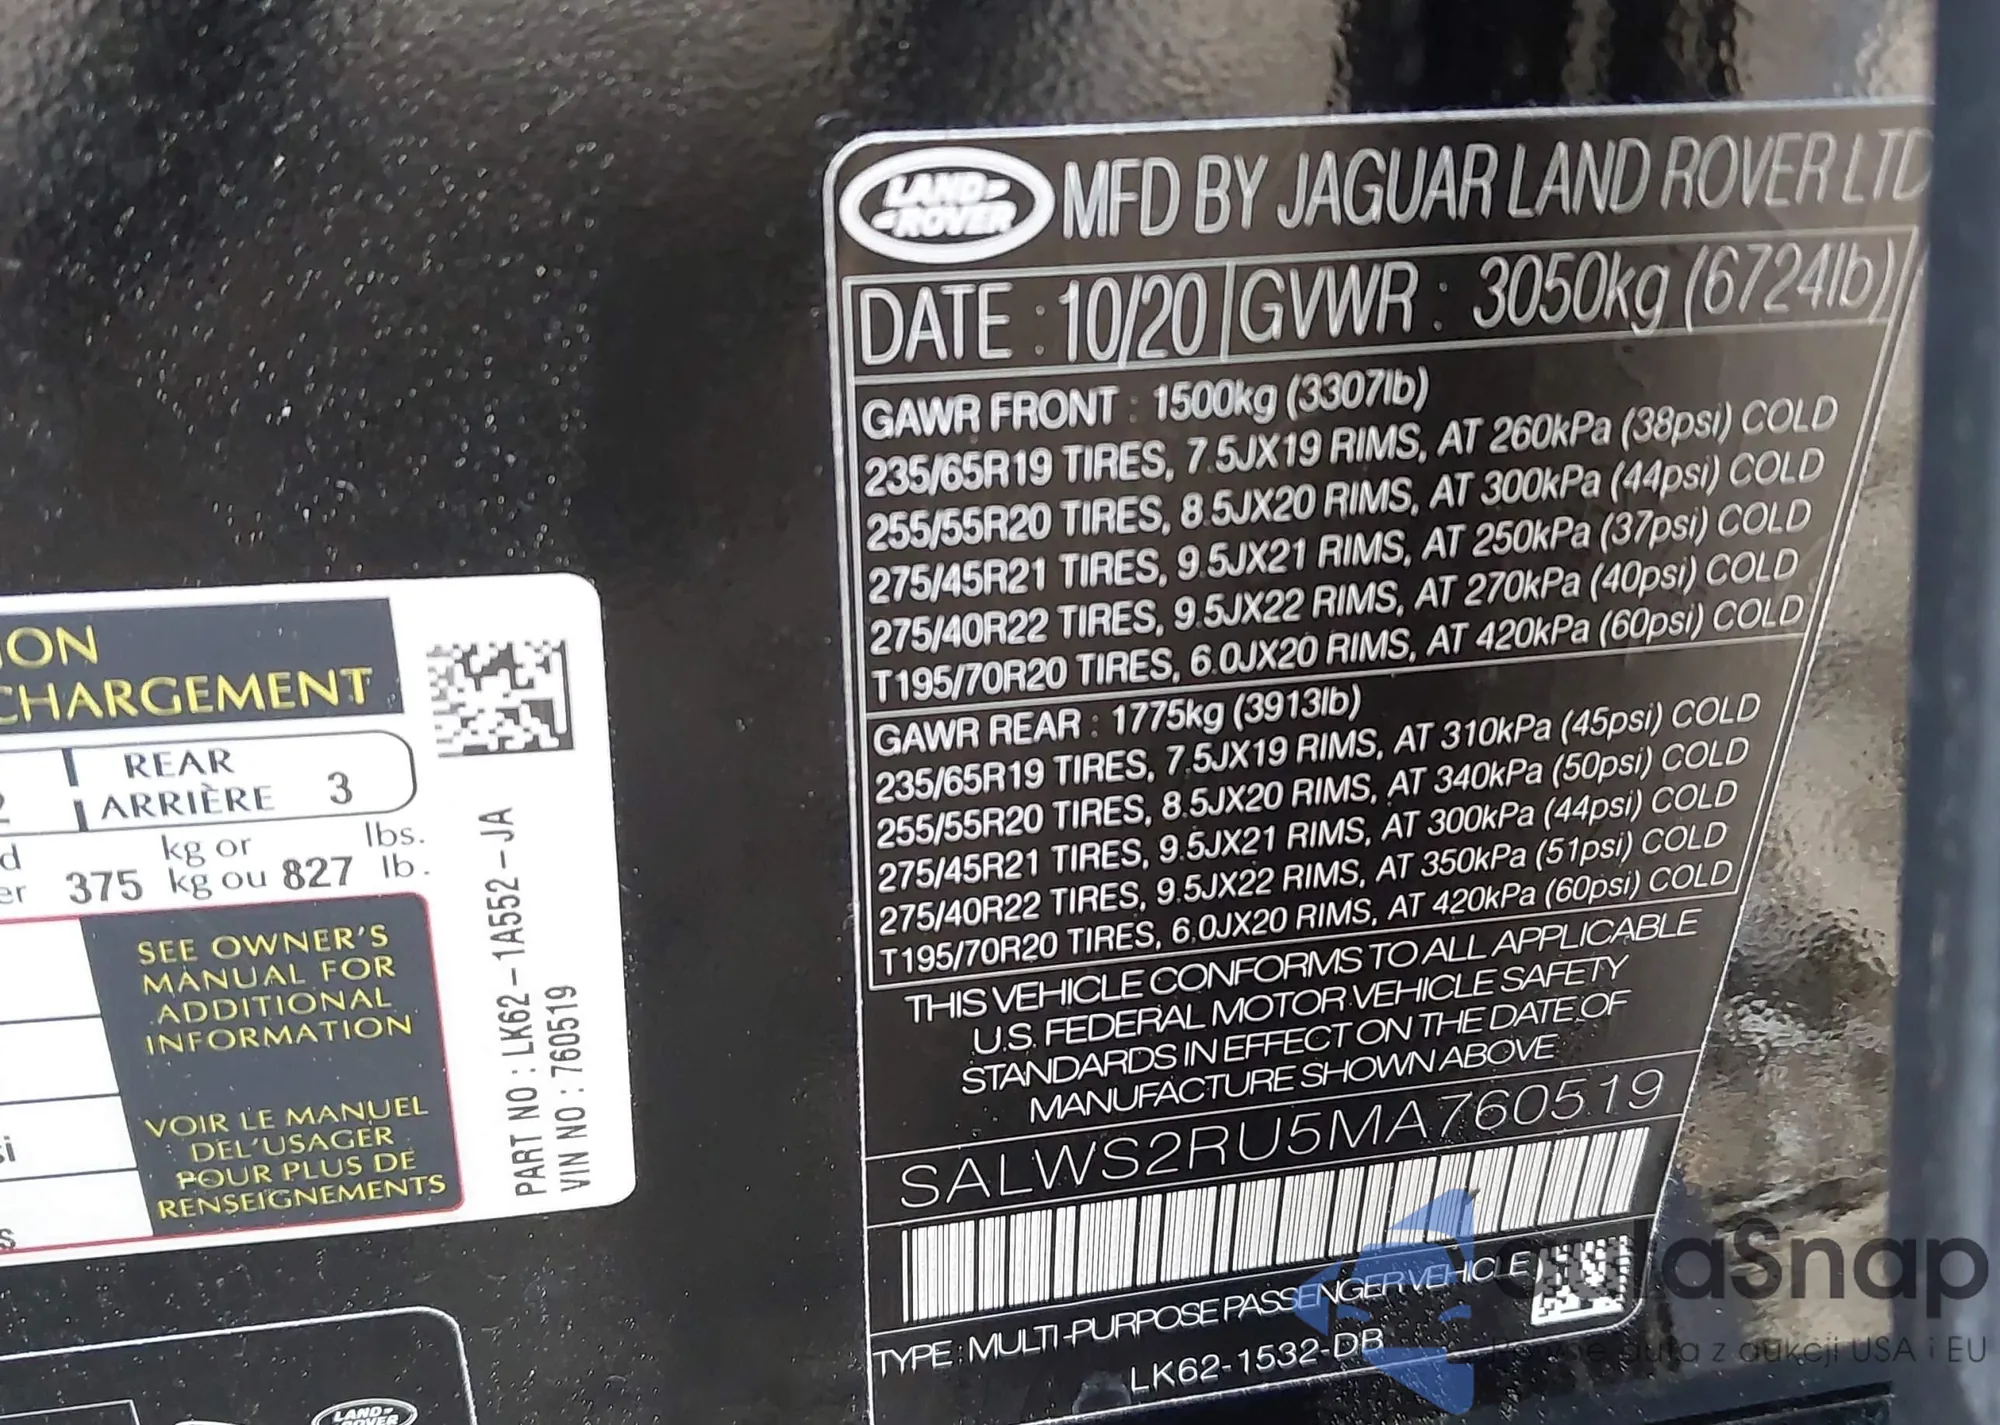 LAND-
-ROVER
MFD BY JAGUAR LAND ROVER LTD
DATE : 10/20 GVWR : 3050kg (6724lb)
GAWR FRONT : 1500kg (3307lb)
235/65R19 TIRES, 7.5JX19 RIMS, AT 260kPa (38psi) COLD
255/55R20 TIRES, 8.5JX20 RIMS, AT 300kPa (44psi) COLD
275/45R21 TIRES, 9.5JX21 RIMS, AT 250kPa (37psi) COLD
275/40R22 TIRES, 9.5JX22 RIMS, AT 270kPa (40psi) COLD
T195/70R20 TIRES, 6.0JX20 RIMS, AT 420kPa (60psi) COLD
GAWR REAR : 1775kg (3913lb)
235/65R19 TIRES, 7.5JX19 RIMS, AT 310kPa (45psi) COLD
255/55R20 TIRES, 8.5JX20 RIMS, AT 340kPa (50psi) COLD
275/45R21 TIRES, 9.5JX21 RIMS, AT 300kPa (44psi) COLD
275/40R22 TIRES, 9.5JX22 RIMS, AT 350kPa (51psi) COLD
T195/70R20 TIRES, 6.0JX20 RIMS, AT 420kPa (60psi) COLD
THIS VEHICLE CONFORMS TO ALL APPLICABLE
U.S. FEDERAL MOTOR VEHICLE SAFETY
STANDARDS IN EFFECT ON THE DATE OF
MANUFACTURE SHOWN ABOVE
SALWS2RU5MA760519
TYPE: MULTI-PURPOSE PASSENGER VEHICLE
LK62-1532-DB
ON
CHARGEMENT
REAR
ARRIÈRE 3
kg or lbs.
375 kg ou 827 lb.
SEE OWNER'S
MANUAL FOR
ADDITIONAL
INFORMATION
VOIR LE MANUEL
DEL'USAGER
POUR PLUS DE
RENSEIGNEMENTS
PART NO : LK62-1A552-JA
VIN NO : 760519
LAND-
ROVER
aSnap
z aukcji USA i EU